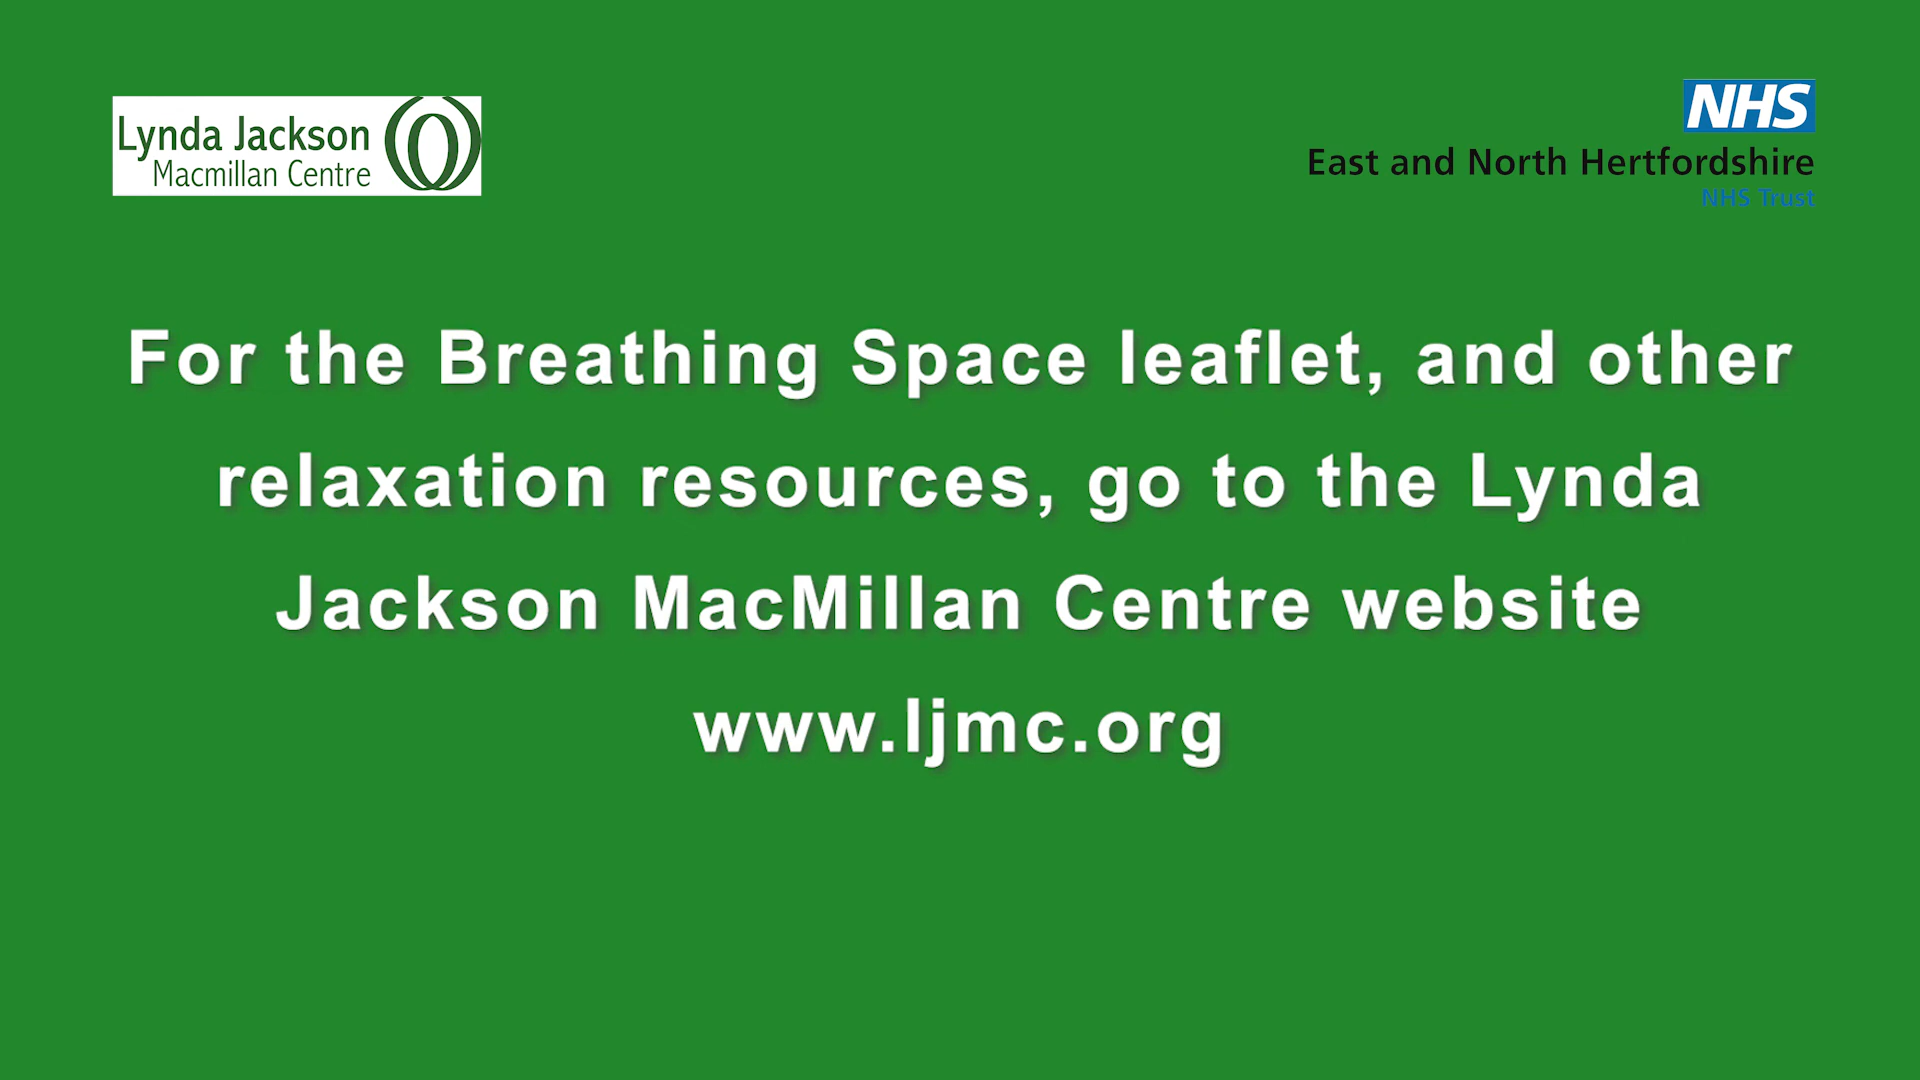 Lynda Jackson
Macmillan Centre
NHS
East and North Hertfordshire
NHS Trust
For the Breathing Space leaflet, and other
relaxation resources, go to the Lynda
Jackson MacMillan Centre website
www.ljmc.org